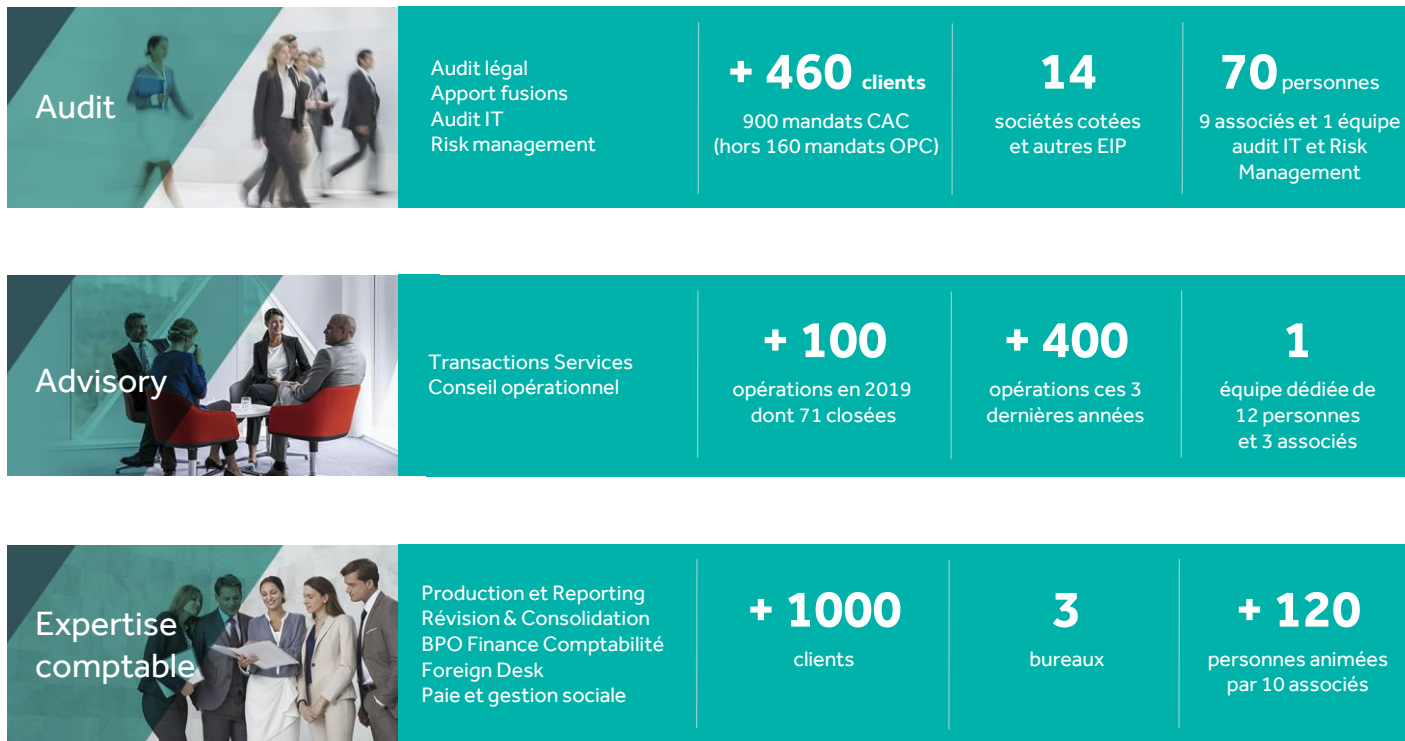 Audit
Audit légal
Apport fusions
Audit IT
Risk management
+ 460 clients
900 mandats CAC
(hors 160 mandats OPC)
14
sociétés cotées
et autres EIP
70 personnes
9 associés et 1 équipe
audit IT et Risk
Management
Advisory
Transactions Services
Conseil opérationnel
+ 100
opérations en 2019
dont 71 closées
+ 400
opérations ces 3
dernières années
1
équipe dédiée de
12 personnes
et 3 associés
Expertise
comptable
Production et Reporting
Révision & Consolidation
BPO Finance Comptabilité
Foreign Desk
Paie et gestion sociale
+ 1000
clients
3
bureaux
+ 120
personnes animées
par 10 associés